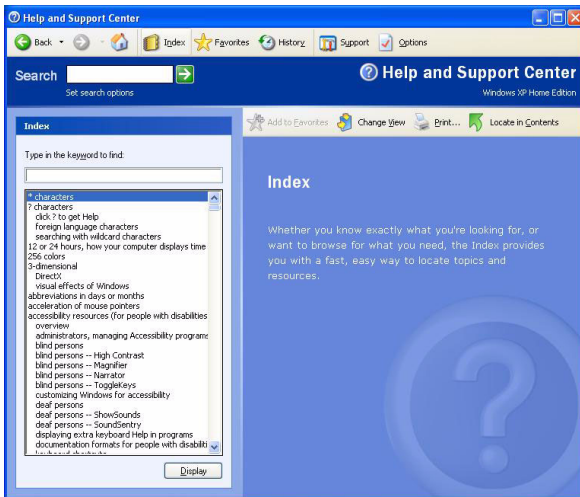 Help and Support Center
Back Index Favorites History Support Options
Search
Set search options
Help and Support Center
Windows XP Home Edition
Index
Add to Favorites Change View Print... Locate in Contents
Type in the keyword to find:
* characters
? characters
click ? to get Help
foreign language characters
searching with wildcard characters
12 or 24 hours, how your computer displays time
256 colors
3-dimensional
DirectX
visual effects of Windows
abbreviations in days or months
acceleration of mouse pointers
accessibility resources (for people with disabilities
overview
administrators, managing Accessibility programs
blind persons
blind persons -- High Contrast
blind persons -- Magnifier
blind persons -- Narrator
blind persons -- ToggleKeys
customizing Windows for accessibility
deaf persons
deaf persons -- ShowSounds
deaf persons -- SoundSentry
displaying extra keyboard Help in programs
documentation formats for people with disabiliti
Display
Index
Whether you know exactly what you're looking for, or
want to browse for what you need, the Index provides
you with a fast, easy way to locate topics and
resources.